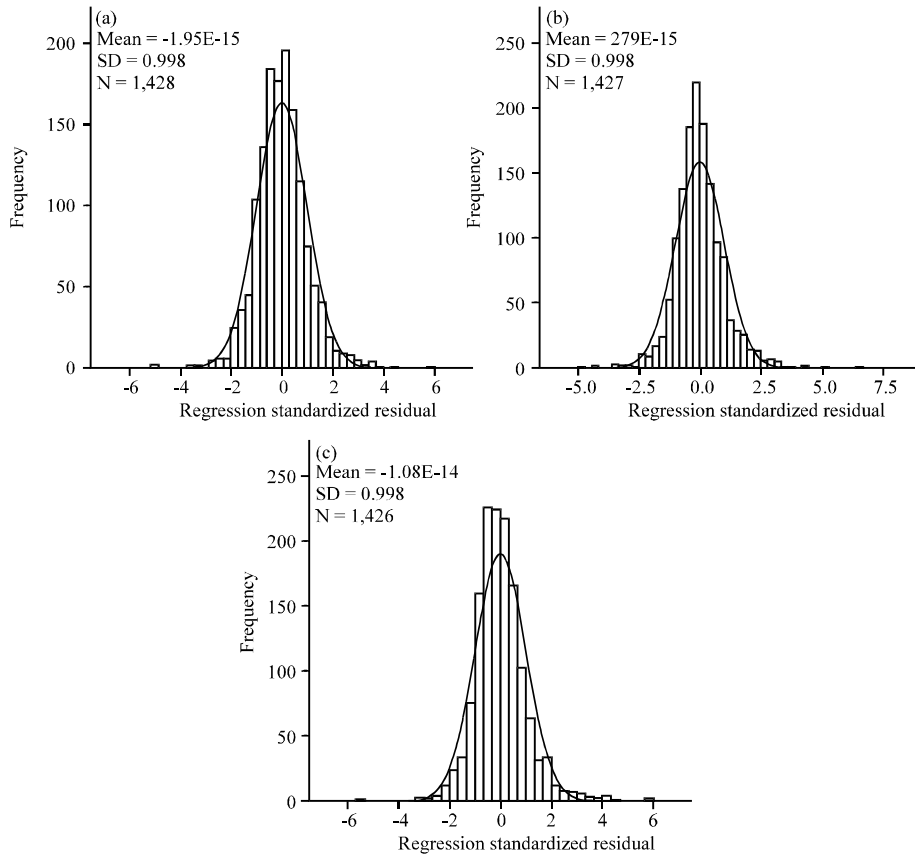 (a)
Mean = -1.95E-15
SD = 0.998
N = 1,428
200
150
100
50
0
Frequency
-6 -4 -2 0 2 4 6
Regression standardized residual
(b)
Mean = 279E-15
SD = 0.998
N = 1,427
250
200
150
100
50
0
Frequency
-5.0 -2.5 0.0 2.5 5.0 7.5
Regression standardized residual
(c)
Mean = -1.08E-14
SD = 0.998
N = 1,426
250
200
150
100
50
0
Frequency
-6 -4 -2 0 2 4 6
Regression standardized residual